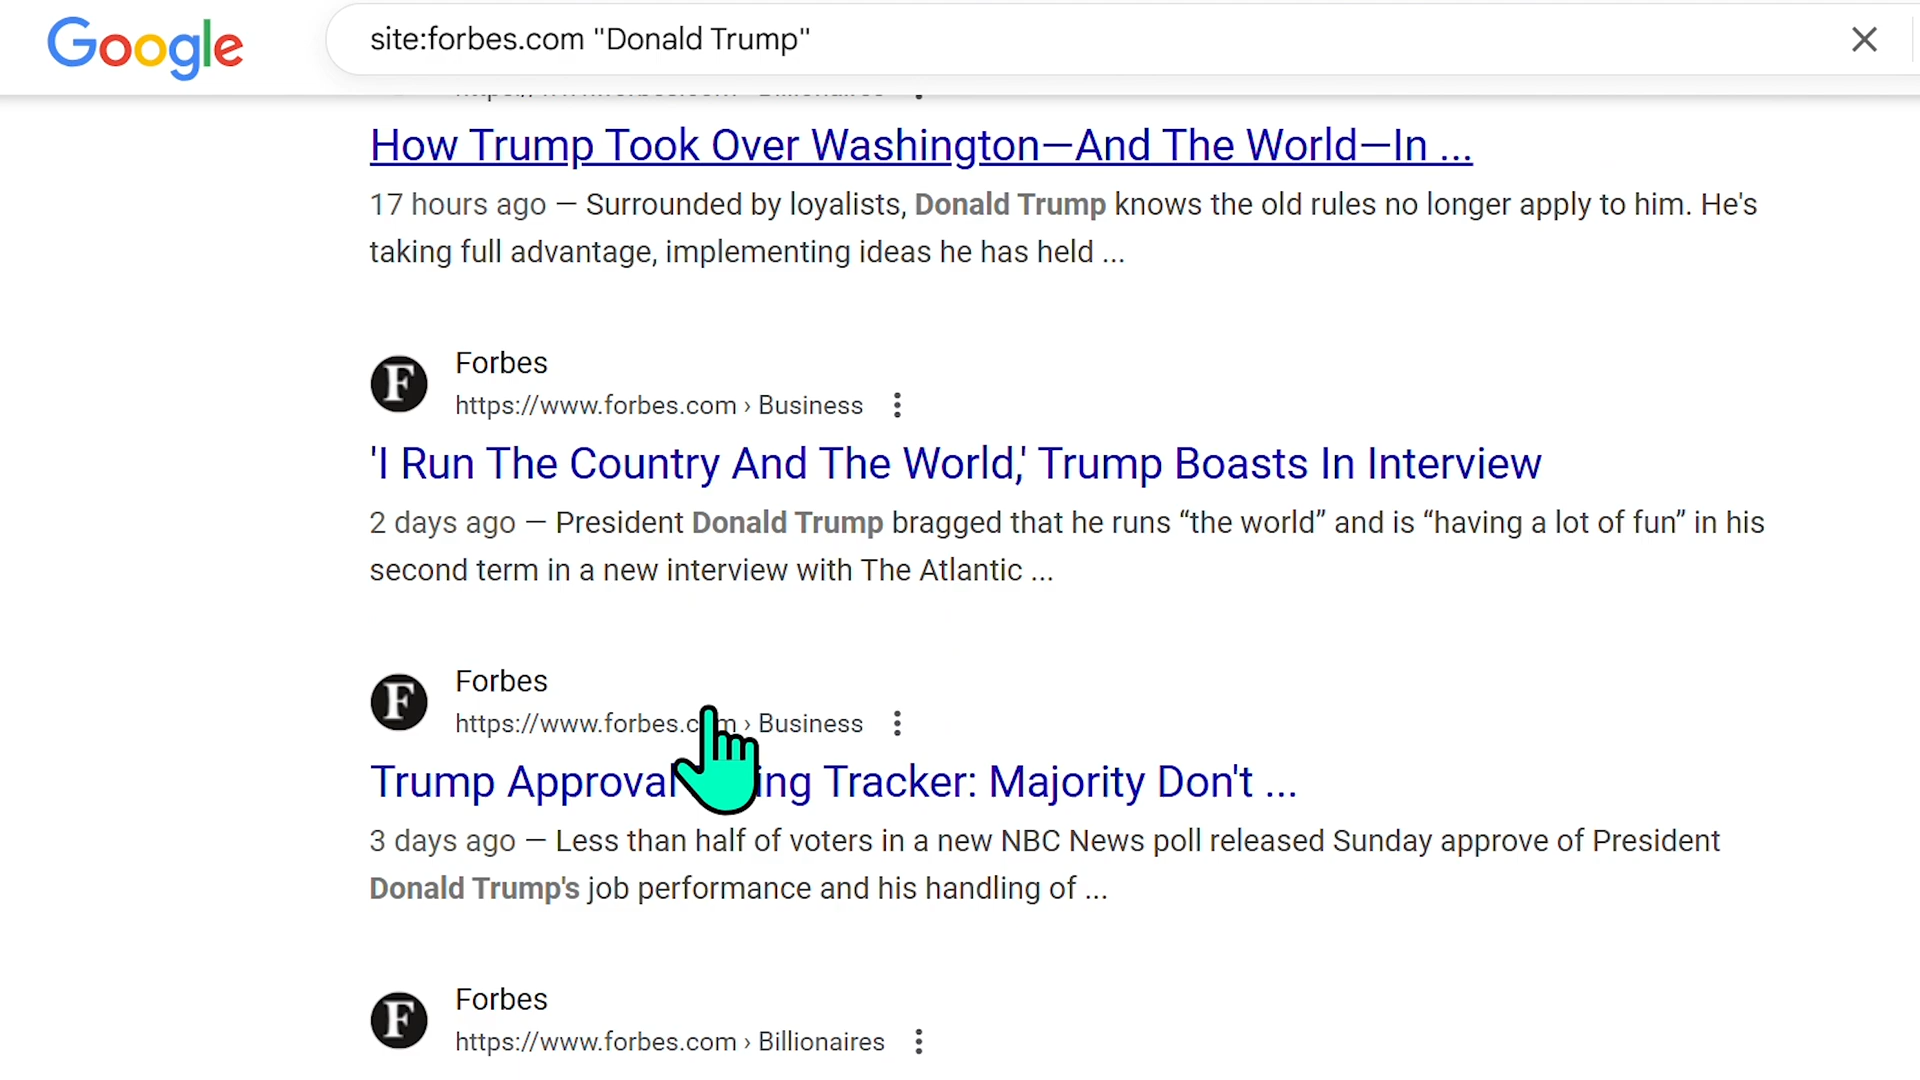 Google
site:forbes.com "Donald Trump"
How Trump Took Over Washington—And The World—In ...
17 hours ago — Surrounded by loyalists, Donald Trump knows the old rules no longer apply to him. He's
taking full advantage, implementing ideas he has held ...
F
Forbes
https://www.forbes.com › Business
'I Run The Country And The World,' Trump Boasts In Interview
2 days ago — President Donald Trump bragged that he runs “the world” and is “having a lot of fun” in his
second term in a new interview with The Atlantic ...
F
Forbes
https://www.forbes.com › Business
Trump Approval ing Tracker: Majority Don't ...
3 days ago — Less than half of voters in a new NBC News poll released Sunday approve of President
Donald Trump's job performance and his handling of ...
F
Forbes
https://www.forbes.com › Billionaires